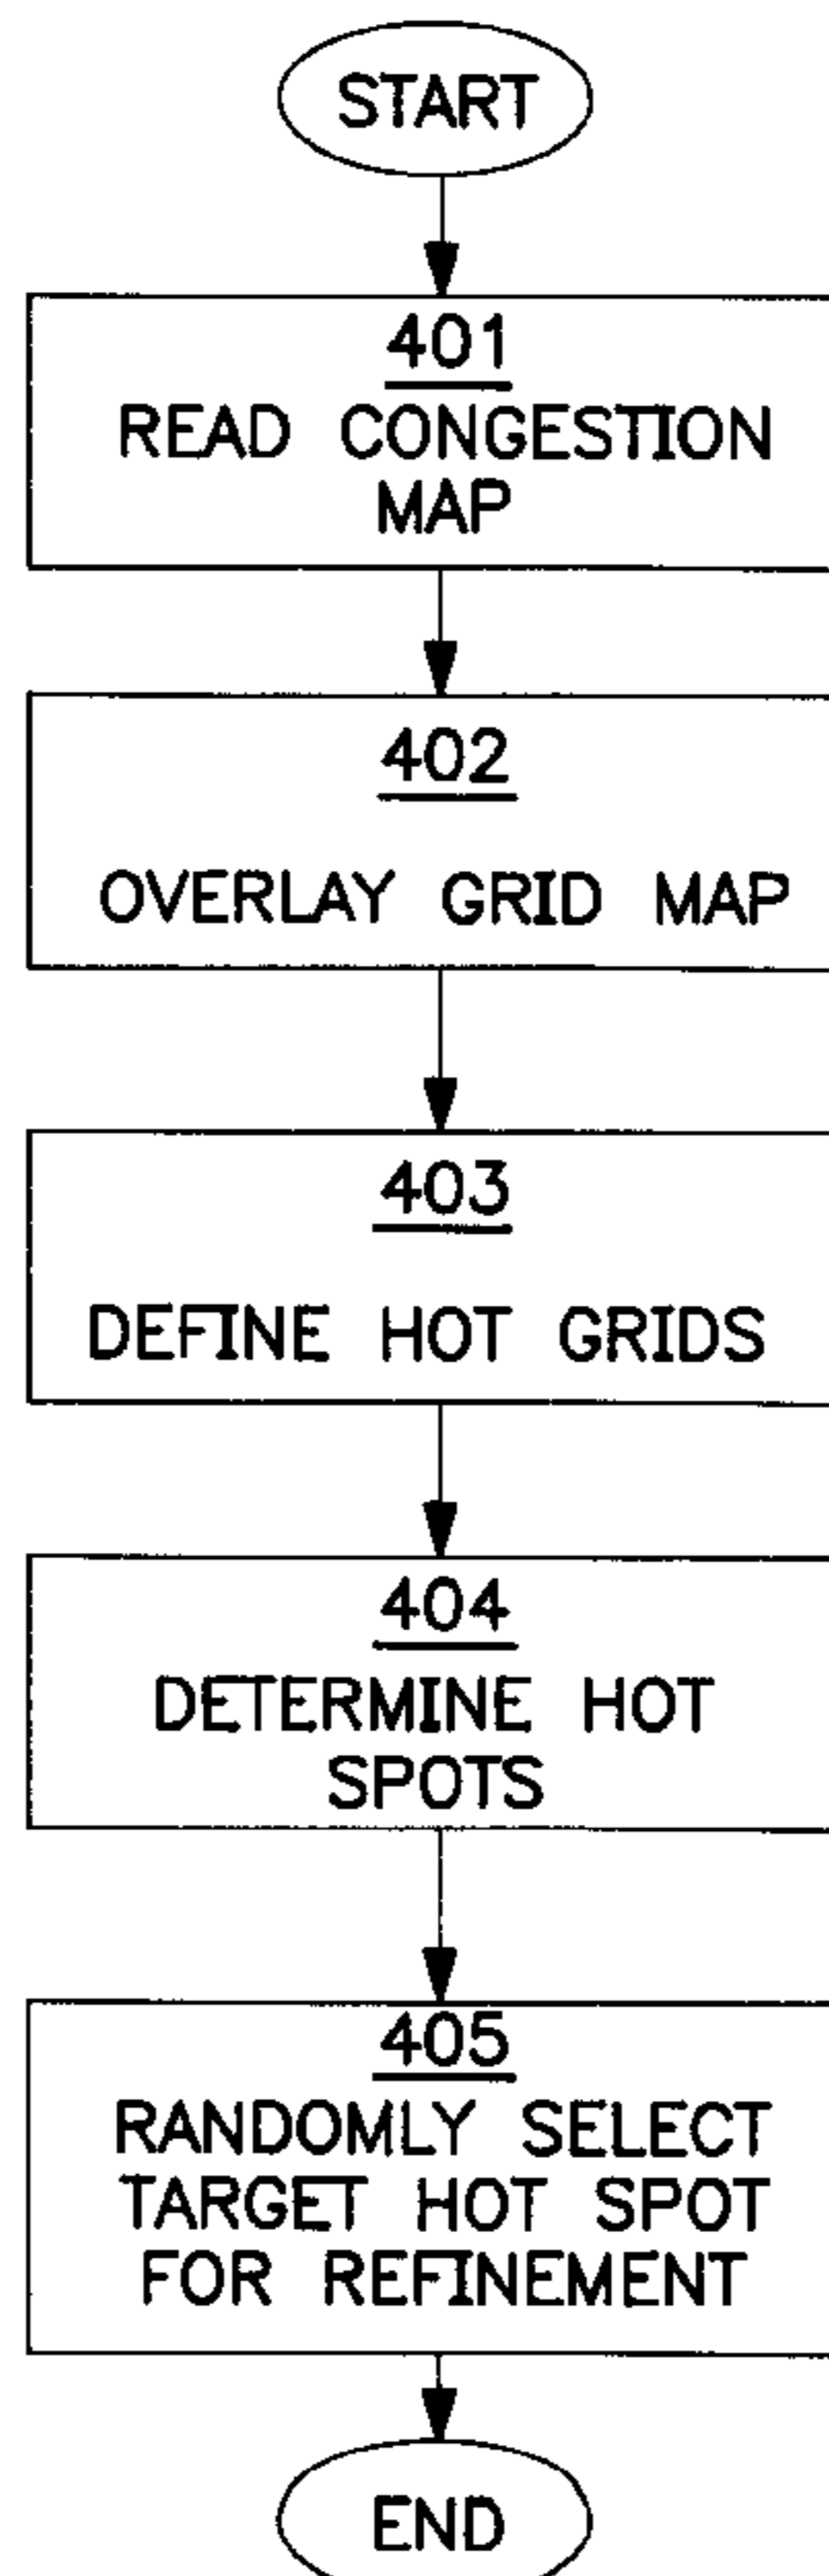 START
401
READ CONGESTION
MAP
402
OVERLAY GRID MAP
403
DEFINE HOT GRIDS
404
DETERMINE HOT
SPOTS
405
RANDOMLY SELECT
TARGET HOT SPOT
FOR REFINEMENT
END